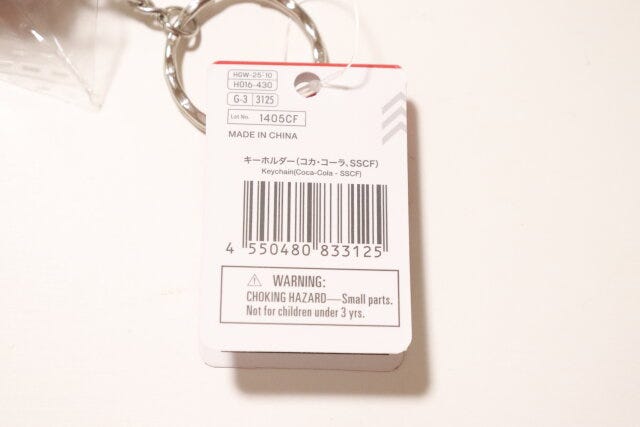 HGW-25･10
H016-430
G-3 3125
Lot No. 1405CF
MADE IN CHINA
キーホルダー(コカ･コーラ、SSCF)
Keychain(Coca-Cola - SSCF)
4 550480 833125
⚠ WARNING:
CHOKING HAZARD—Small parts.
Not for children under 3 yrs.